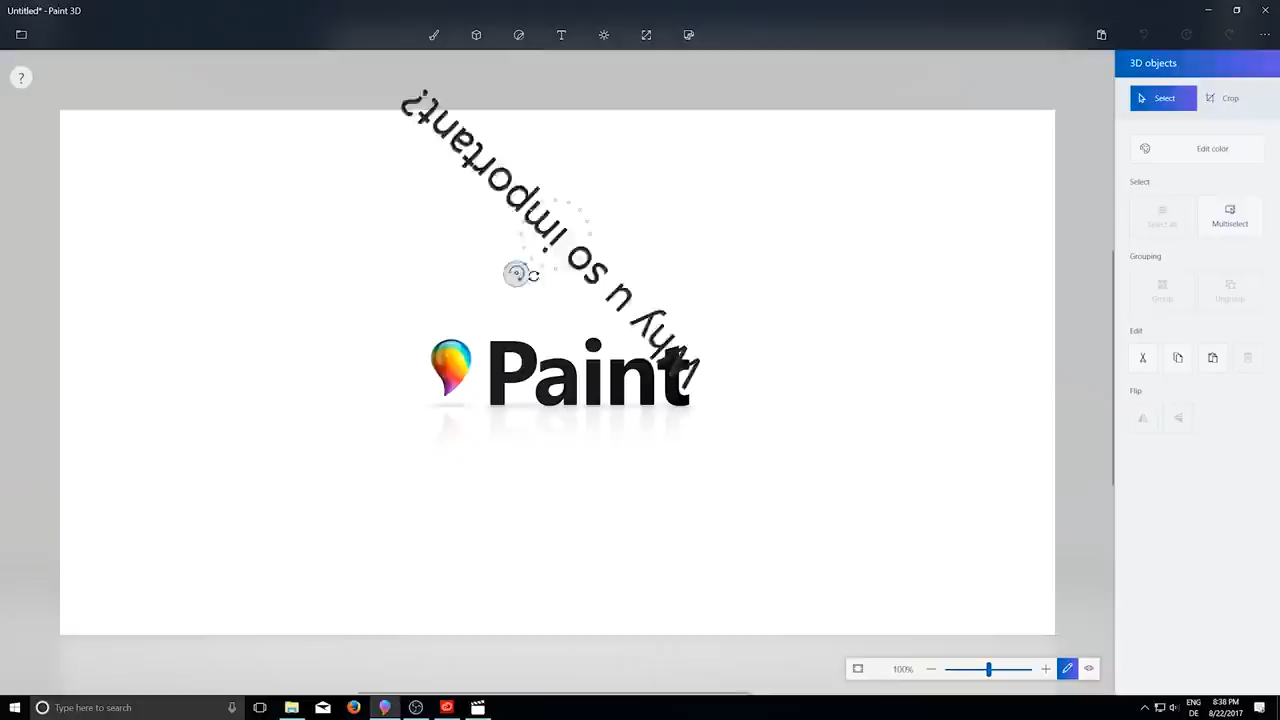 Untitled* - Paint 3D
?
3D objects
Select
Crop
Edit color
Select
Select all
Multiselect
Grouping
Group
Ungroup
Edit
Flip
Why u so important?
Paint
100%
Type here to search
ENG
DE
8:38 PM
8/22/2017